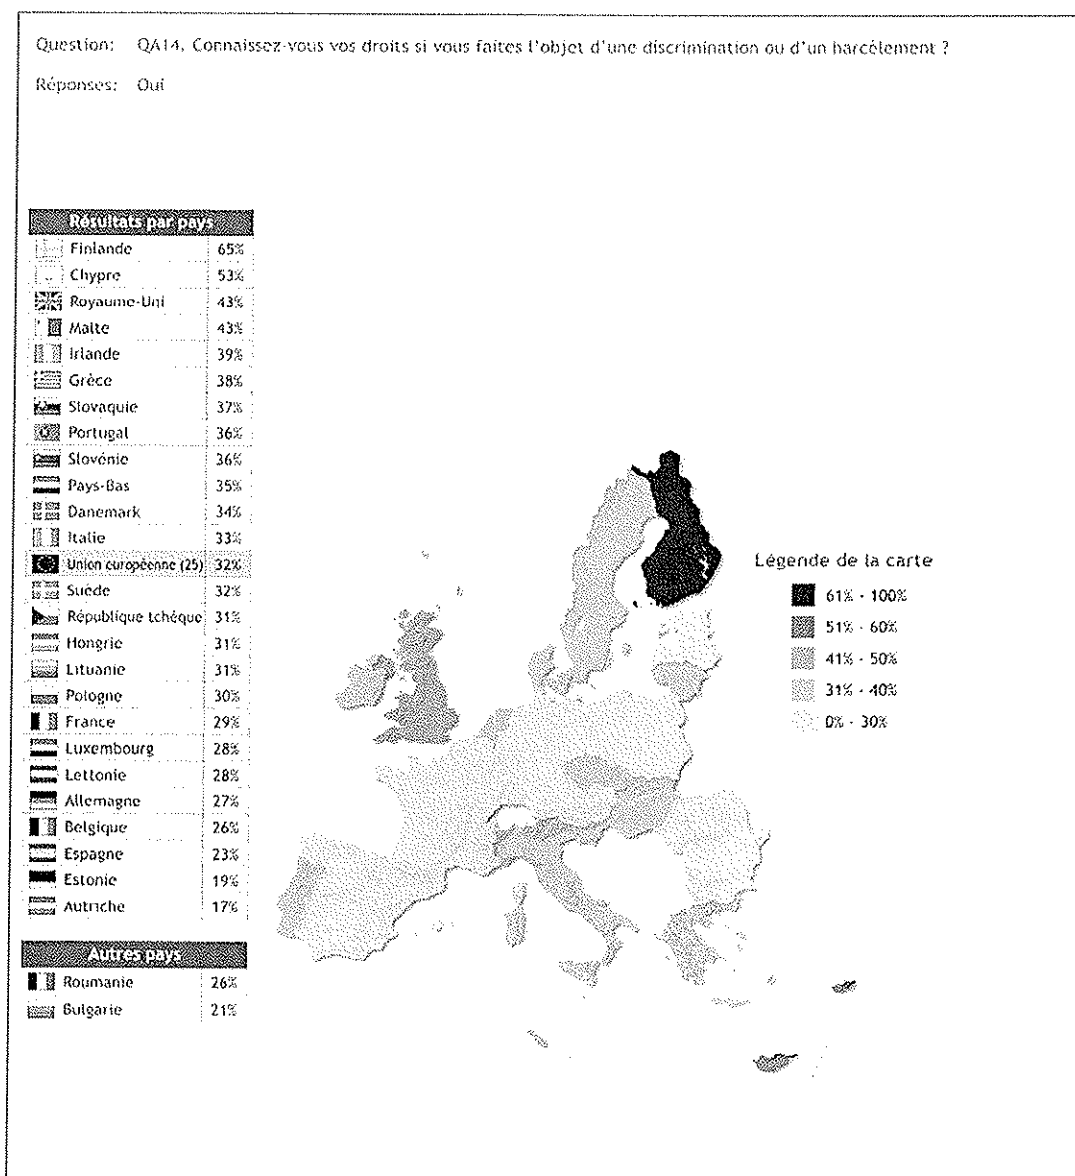 Question: QA14. Connaissez-vous vos droits si vous faites l'objet d'une discrimination ou d'un harcèlement ?
Réponses: Oui
Résultats par pays
Finlande 65%
Chypre 53%
Royaume-Uni 43%
Malte 43%
Irlande 39%
Grèce 38%
Slovaquie 37%
Portugal 36%
Slovénie 36%
Pays-Bas 35%
Danemark 34%
Italie 33%
Union européenne (25) 32%
Suède 32%
République tchèque 31%
Hongrie 31%
Lituanie 31%
Pologne 30%
France 29%
Luxembourg 28%
Lettonie 28%
Allemagne 27%
Belgique 26%
Espagne 23%
Estonie 19%
Autriche 17%
Autres pays
Roumanie 26%
Bulgarie 21%
Légende de la carte
61% - 100%
51% - 60%
41% - 50%
31% - 40%
0% - 30%